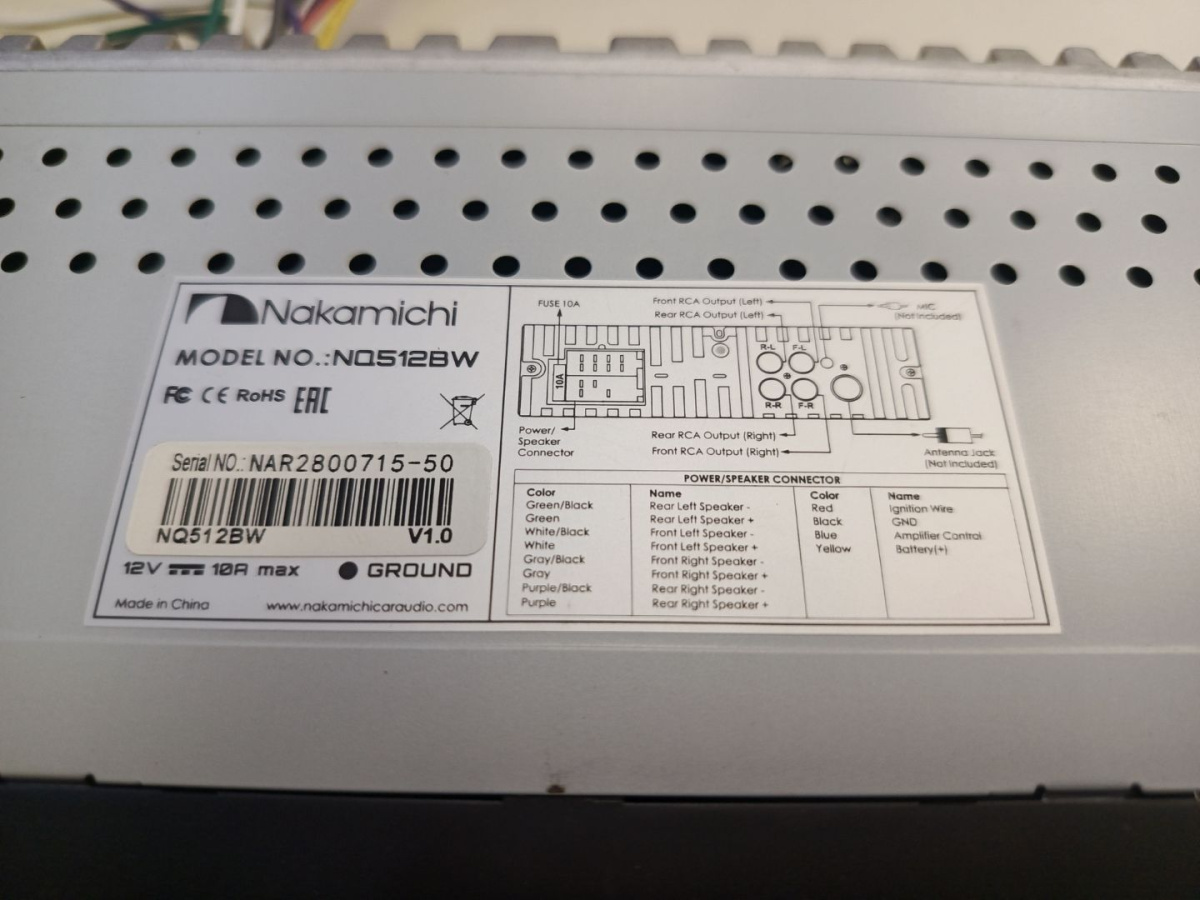 Nakamichi
MODEL NO.:NQ512BW
FC CE RoHS EAC
Serial NO.: NAR2800715-50
NQ512BW V1.0
12V 10A max GROUND
Made in China www.nakamichicaraudio.com
FUSE 10A
Front RCA Output (Left)
Rear RCA Output (Left)
MIC
(Not included)
R-L F-L
10A
R-R F-R
Power/
Speaker
Connector
Rear RCA Output (Right)
Front RCA Output (Right)
Antenna Jack
(Not included)
POWER/SPEAKER CONNECTOR
Color Name Color Name
Green/Black Rear Left Speaker - Red Ignition Wire
Green Rear Left Speaker + Black GND
White/Black Front Left Speaker - Blue Amplifier Control
White Front Left Speaker + Yellow Battery(+)
Gray/Black Front Right Speaker -
Gray Front Right Speaker +
Purple/Black Rear Right Speaker -
Purple Rear Right Speaker +